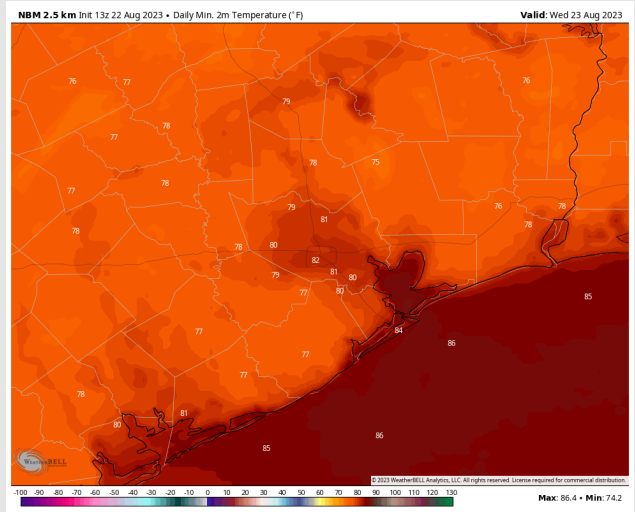 NBM 2.5 km Init 13z 22 Aug 2023 • Daily Min. 2m Temperature (°F) Valid: Wed 23 Aug 2023
76 77 76
79
77 78
78 75
77 78
79 76 78
81 78
78 78 80
82
79 81 80
77 80
85
77 84
86
77
77
78
81
80
86
85
WeatherBELL
© 2023 WeatherBELL Analytics, LLC. All rights reserved. License required for commercial distribution.
-100 -90 -80 -70 -60 -50 -40 -30 -20 -10 0 10 20 30 40 50 60 70 80 90 100 110 120 130
Max: 86.4 • Min: 74.2